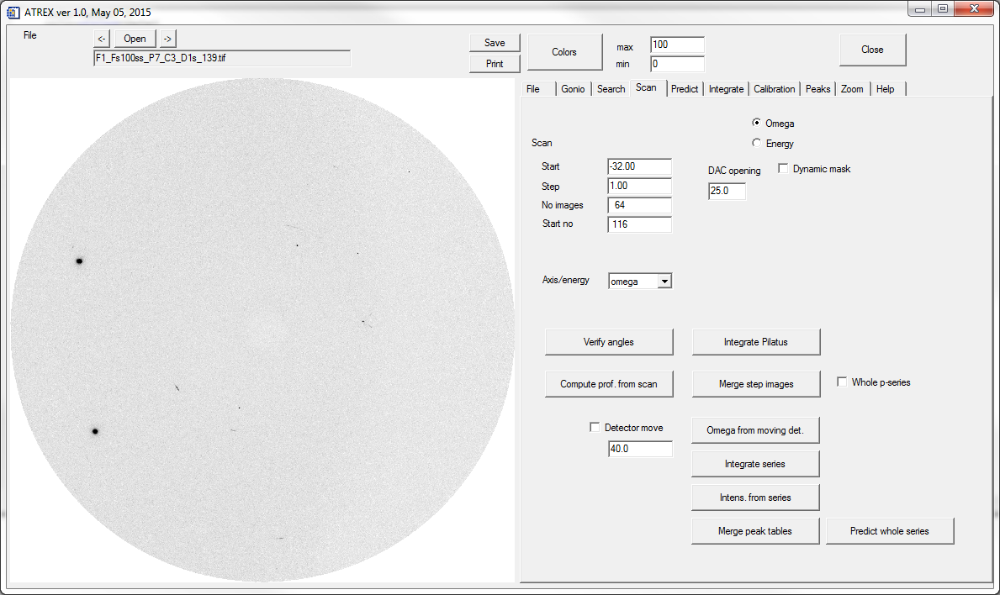 ATREX ver 1.0, May 05, 2015
File
<-
Open
->
F1_Fs100ss_P7_C3_D1s_139.tif
Save
Print
Colors
max
100
min
0
Close
File
Gonio
Search
Scan
Predict
Integrate
Calibration
Peaks
Zoom
Help
Omega
Energy
Scan
Start
-32.00
Step
1.00
No images
64
Start no
116
DAC opening
25.0
Dynamic mask
Axis/energy
omega
Verify angles
Integrate Pilatus
Compute prof. from scan
Merge step images
Whole p-series
Detector move
40.0
Omega from moving det.
Integrate series
Intens. from series
Merge peak tables
Predict whole series